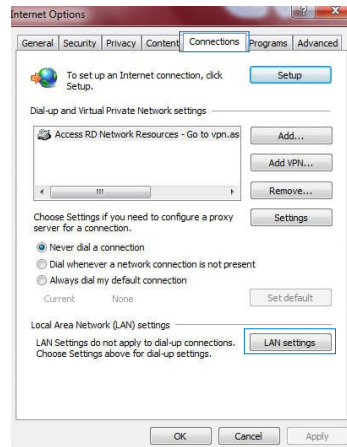 Internet Options
General Security Privacy Content Connections Programs Advanced
To set up an Internet connection, click
Setup.
Setup
Dial-up and Virtual Private Network settings
Access RD Network Resources - Go to vpn.as
Add...
Add VPN...
Remove...
Choose Settings if you need to configure a proxy
server for a connection.
Settings
Never dial a connection
Dial whenever a network connection is not present
Always dial my default connection
Current None
Set default
Local Area Network (LAN) settings
LAN Settings do not apply to dial-up connections.
Choose Settings above for dial-up settings.
LAN settings
OK Cancel Apply